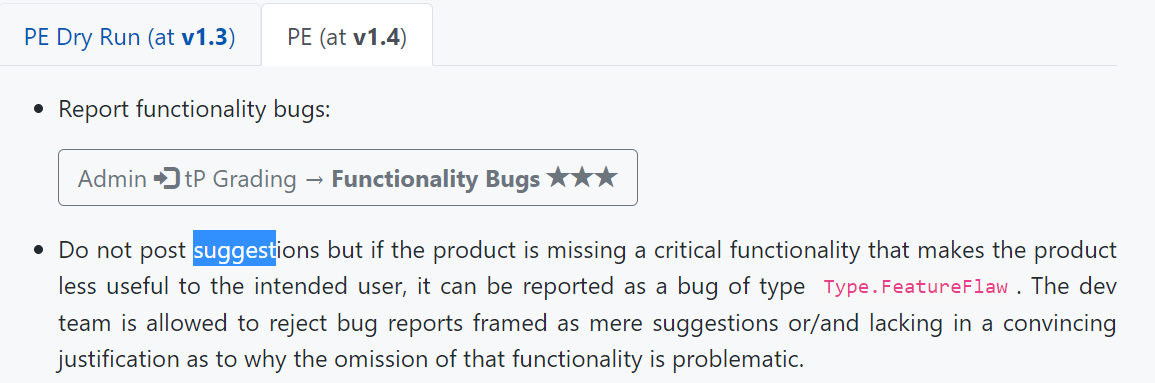 PE Dry Run (at v1.3) PE (at v1.4)
Report functionality bugs:
Admin tP Grading → Functionality Bugs ★★★
Do not post suggestions but if the product is missing a critical functionality that makes the product
less useful to the intended user, it can be reported as a bug of type Type.FeatureFlaw. The dev
team is allowed to reject bug reports framed as mere suggestions or/and lacking in a convincing
justification as to why the omission of that functionality is problematic.